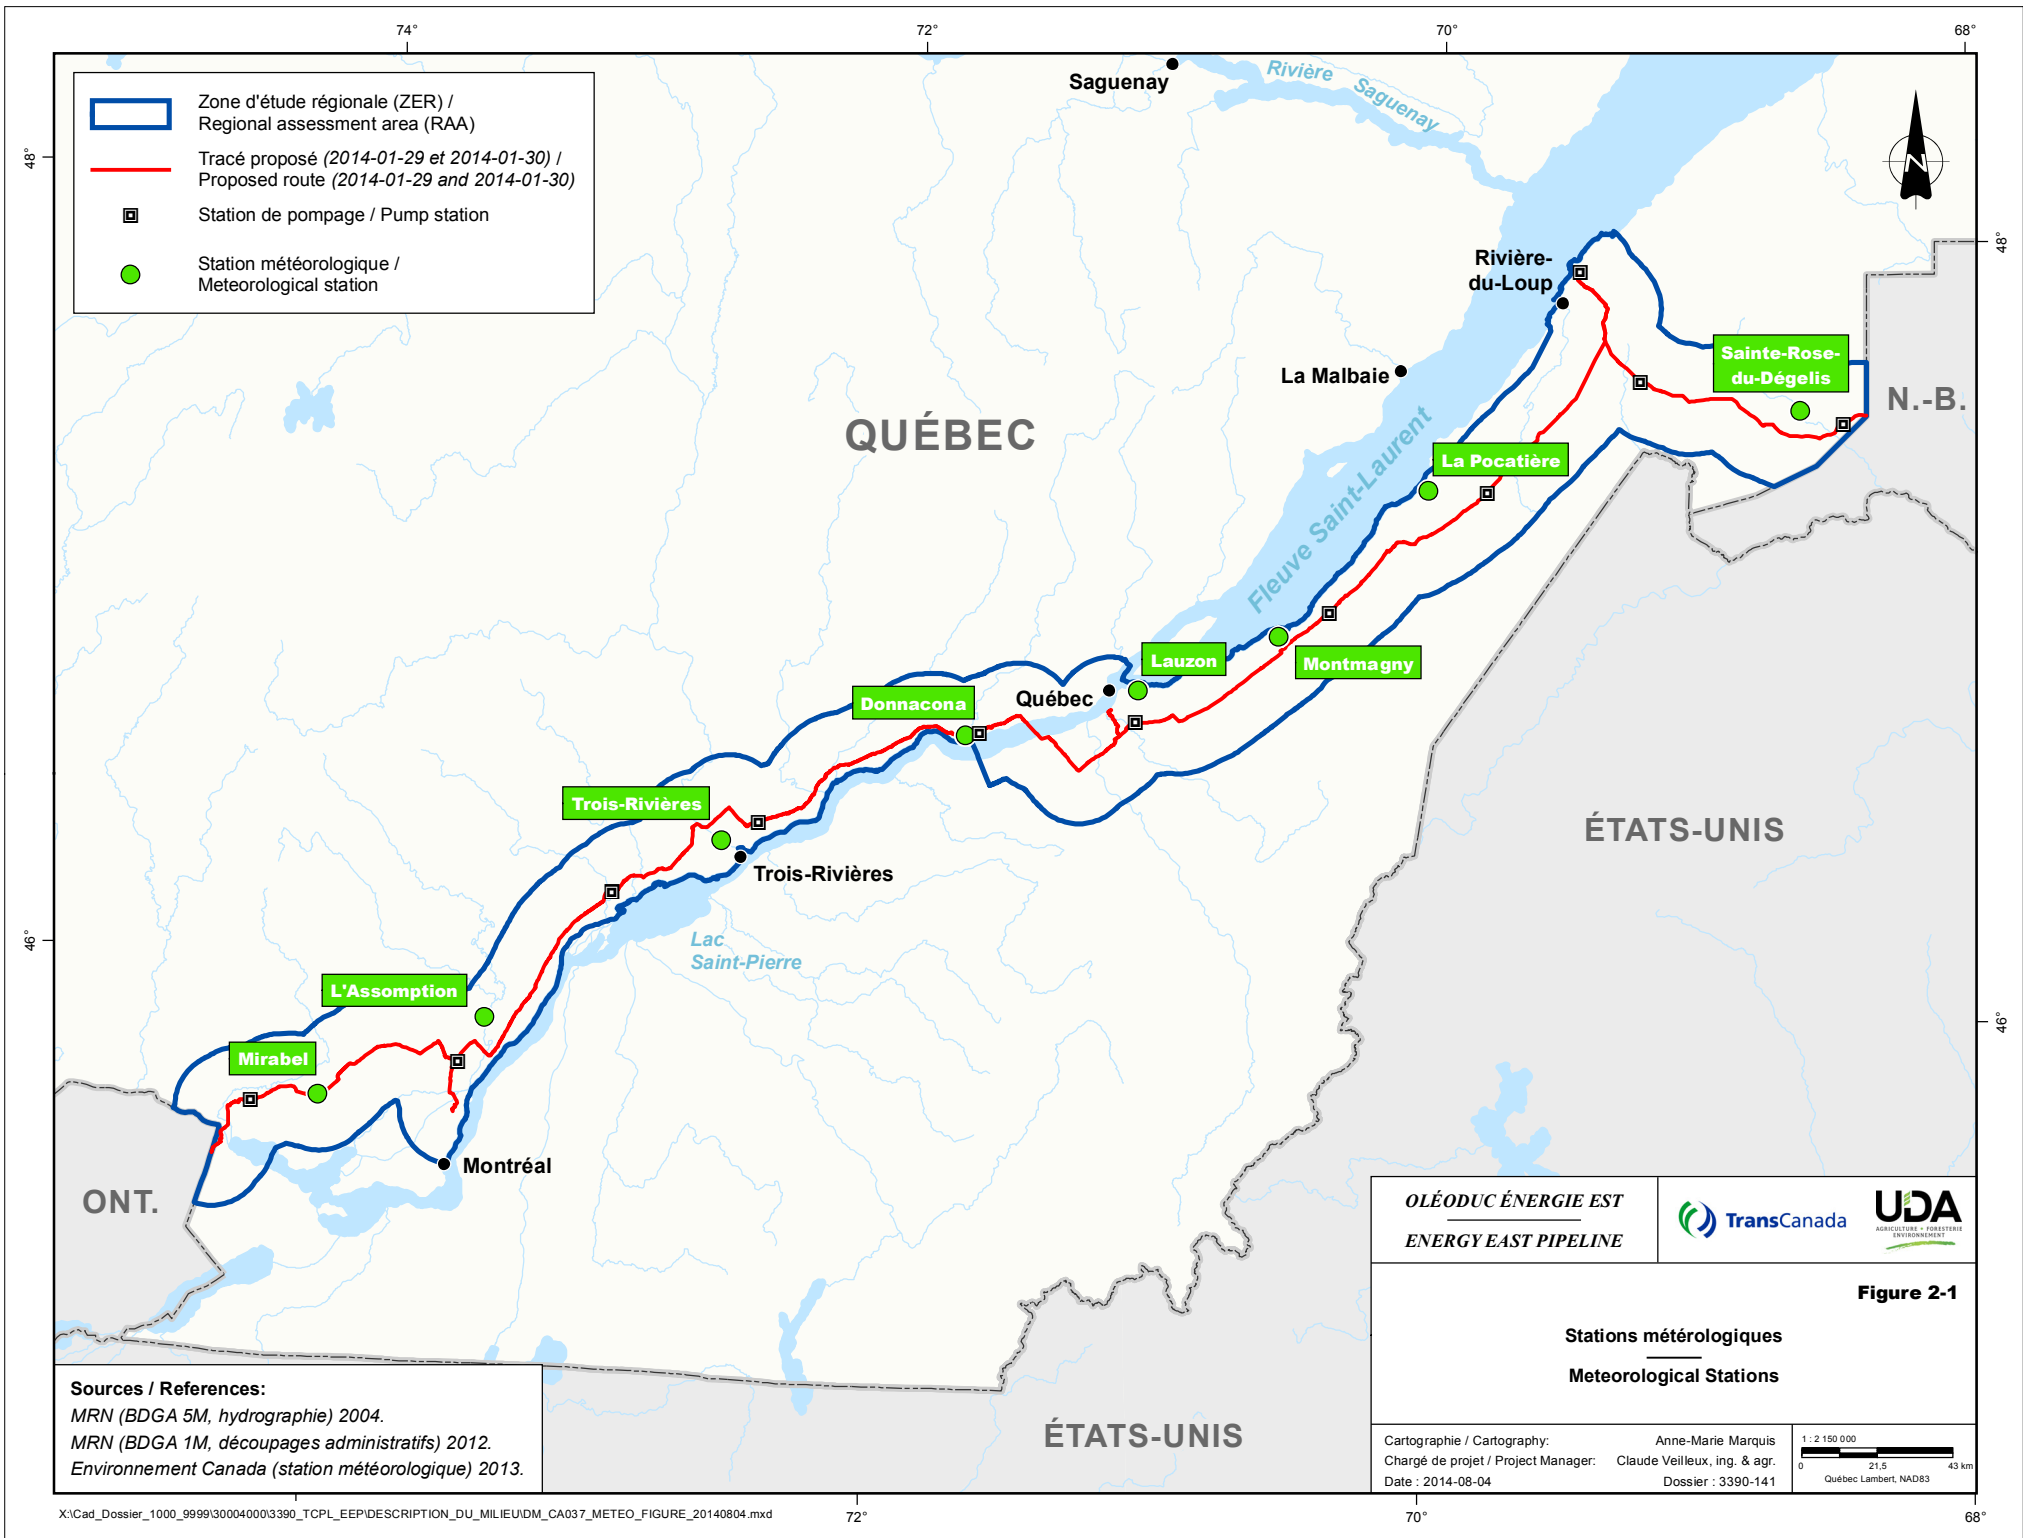 74°
72°
70°
68°
48°
48°
46°
46°
72°
70°
68°
Zone d'étude régionale (ZER) /
Regional assessment area (RAA)
Tracé proposé (2014-01-29 et 2014-01-30) /
Proposed route (2014-01-29 and 2014-01-30)
Station de pompage / Pump station
Station météorologique /
Meteorological station
Saguenay
Rivière
Saguenay
N
Rivière-
du-Loup
La Malbaie
Sainte-Rose-
du-Dégelis
N.-B.
QUÉBEC
Fleuve Saint-Laurent
La Pocatière
Lauzon
Montmagny
Québec
Donnacona
Trois-Rivières
Trois-Rivières
ÉTATS-UNIS
Lac
Saint-Pierre
L'Assomption
Mirabel
Montréal
ONT.
ÉTATS-UNIS
OLÉODUC ÉNERGIE EST
ENERGY EAST PIPELINE
TransCanada
UDA
AGRICULTURE • FORESTERIE
ENVIRONNEMENT
Figure 2-1
Stations métérologiques
Meteorological Stations
Cartographie / Cartography: Anne-Marie Marquis
Chargé de projet / Project Manager: Claude Veilleux, ing. & agr.
Date : 2014-08-04 Dossier : 3390-141
1 : 2 150 000
0 21,5 43 km
Québec Lambert, NAD83
Sources / References:
MRN (BDGA 5M, hydrographie) 2004.
MRN (BDGA 1M, découpages administratifs) 2012.
Environnement Canada (station météorologique) 2013.
X:\Cad_Dossier_1000_9999\30004000\3390_TCPL_EEP\DESCRIPTION_DU_MILIEU\DM_CA037_METEO_FIGURE_20140804.mxd